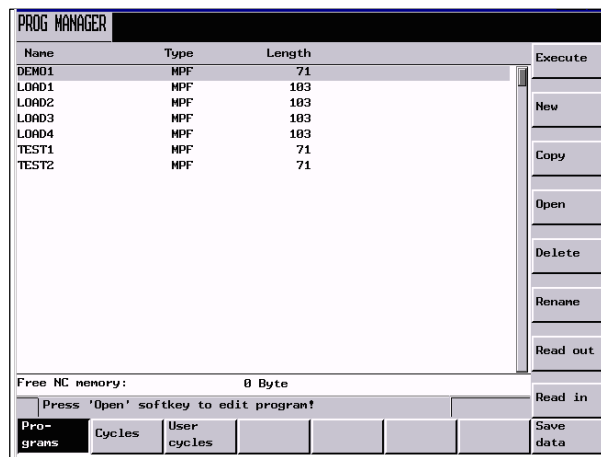 PROG MANAGER
Name Type Length
DEMO1 MPF 71
LOAD1 MPF 103
LOAD2 MPF 103
LOAD3 MPF 103
LOAD4 MPF 103
TEST1 MPF 71
TEST2 MPF 71
Free NC memory: 0 Byte
Press 'Open' softkey to edit program!
Execute
New
Copy
Open
Delete
Rename
Read out
Read in
Pro-
grams
Cycles
User
cycles
Save
data